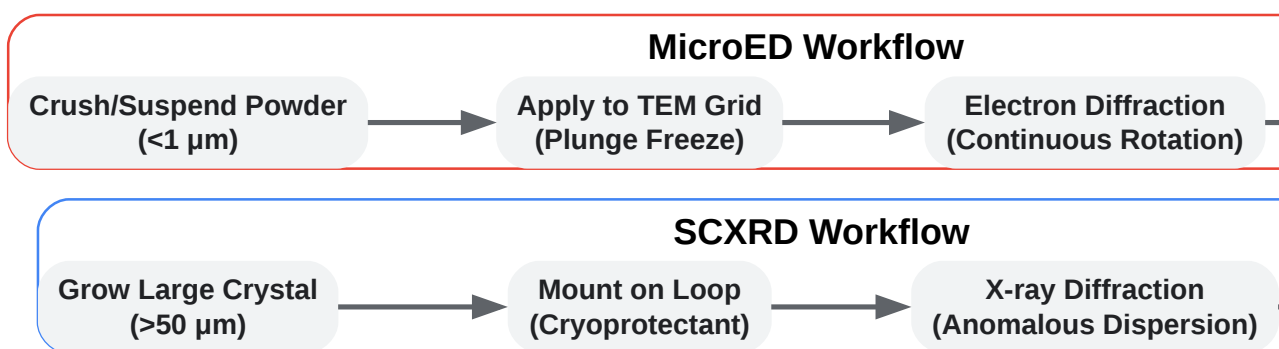 MicroED Workflow
Crush/Suspend Powder
(<1 μm)
Apply to TEM Grid
(Plunge Freeze)
Electron Diffraction
(Continuous Rotation)
SCXRD Workflow
Grow Large Crystal
(>50 μm)
Mount on Loop
(Cryoprotectant)
X-ray Diffraction
(Anomalous Dispersion)